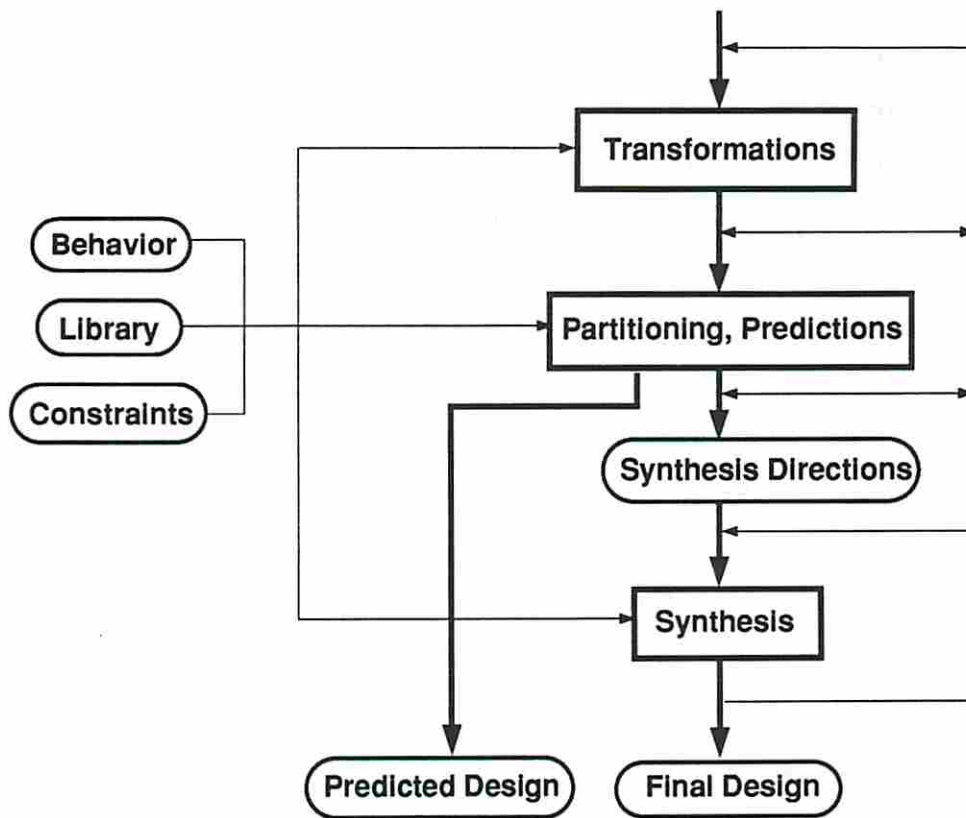 Transformations
Behavior
Library
Partitioning, Predictions
Constraints
Synthesis Directions
Synthesis
Predicted Design
Final Design